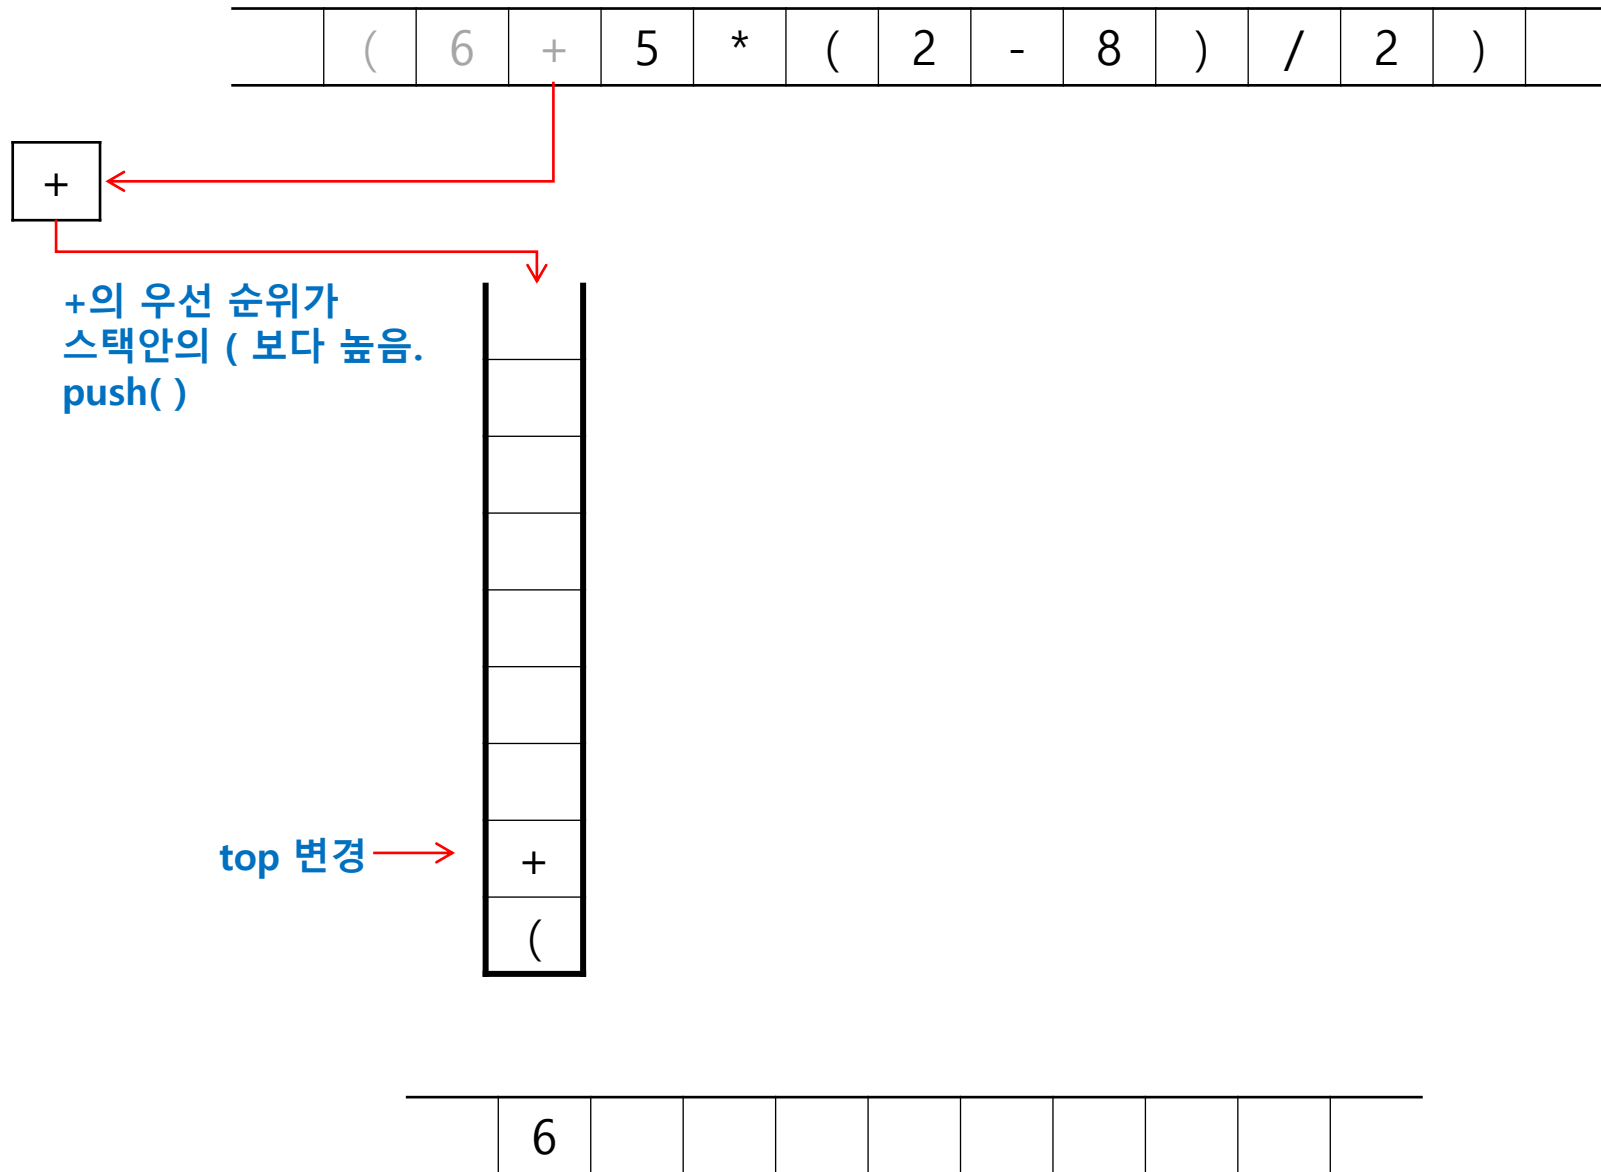 ( 6 + 5 * ( 2 - 8 ) / 2 )
+
+의 우선 순위가
스택안의 ( 보다 높음.
push( )
top 변경
+
(
6